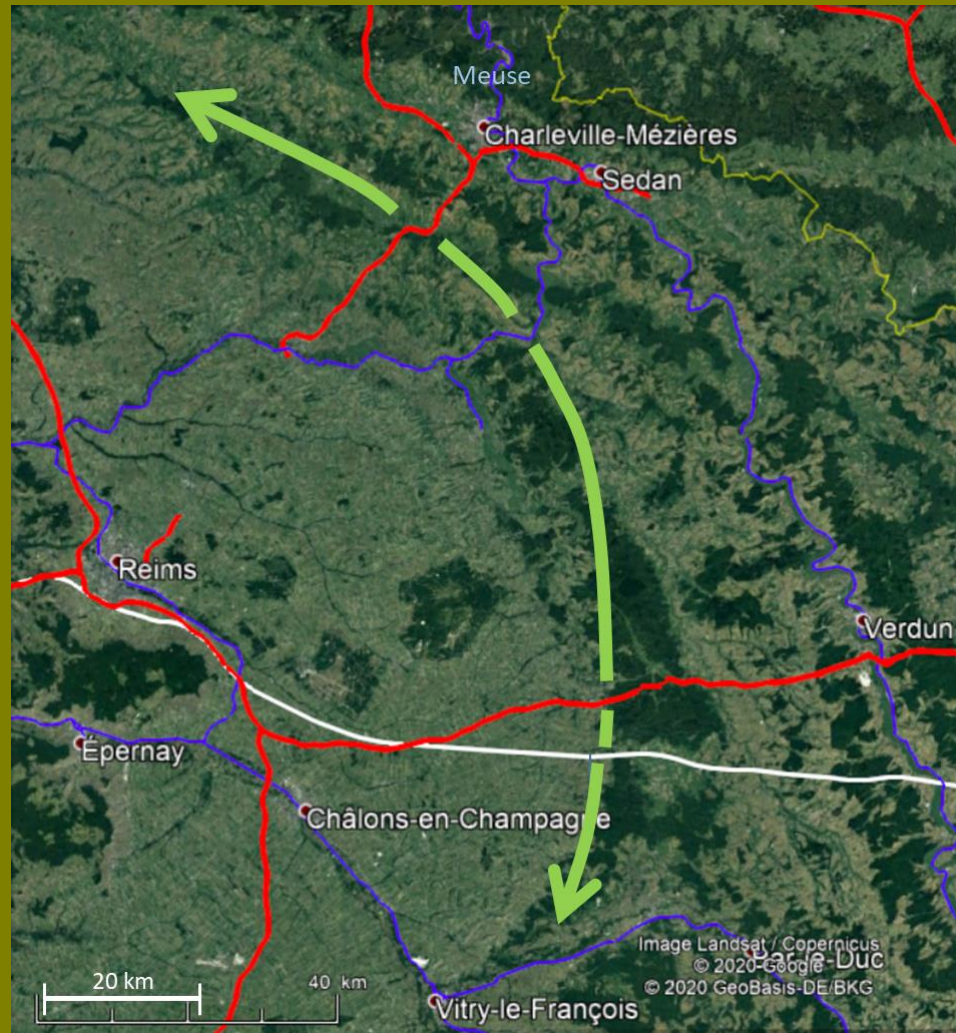 Meuse
Charleville-Mézières
Sedan
Reims
Verdun
Épernay
Châlons-en-Champagne
Image Landsat / Copernicus
Bar-le-Duc
© 2020 Google
© 2020 GeoBasis-DE/BKG
20 km
40 km
Vitry-le-François